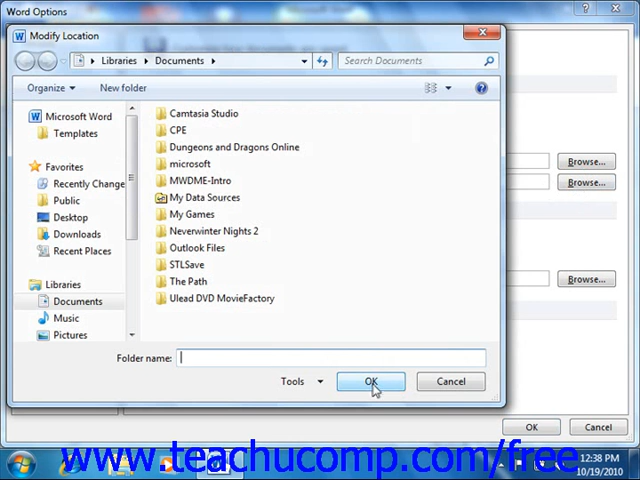 Word Options
Modify Location
Libraries Documents
Search Documents
Organize New folder
Microsoft Word
Templates
Favorites
Recently Change
Public
Desktop
Downloads
Recent Places
Libraries
Documents
Music
Pictures
Camtasia Studio
CPE
Dungeons and Dragons Online
microsoft
MWDME-Intro
My Data Sources
My Games
Neverwinter Nights 2
Outlook Files
STLSave
The Path
Ulead DVD MovieFactory
Folder name:
Tools OK Cancel
Browse...
Browse...
Browse...
OK Cancel
www.teachucomp.com/free
12:38 PM
10/19/2010